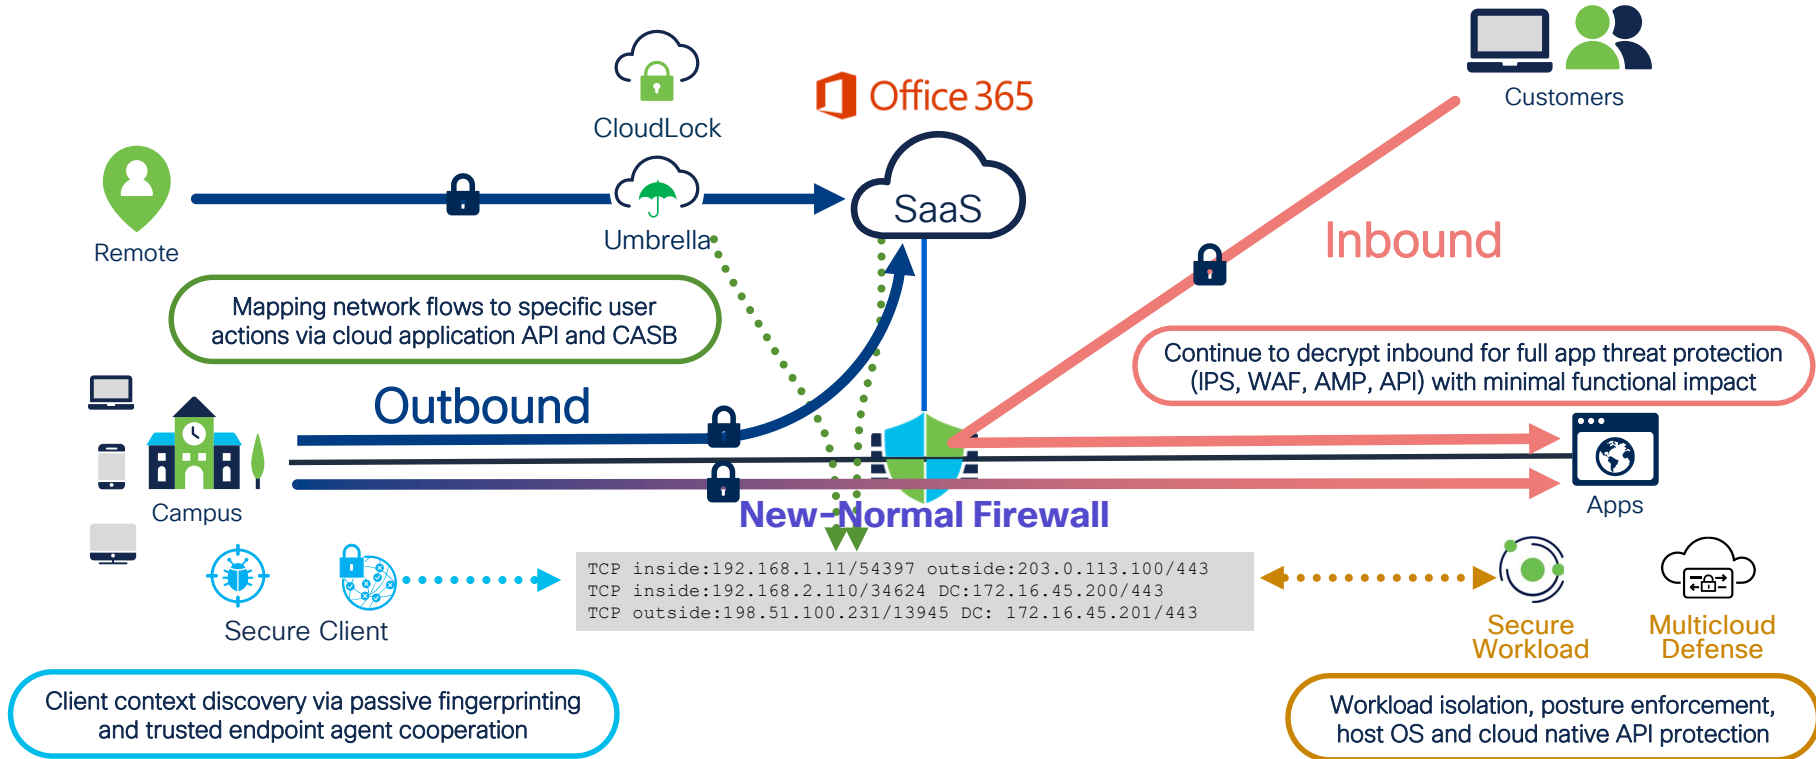 Customers
Office 365
CloudLock
SaaS
Remote
Umbrella
Inbound
Mapping network flows to specific user
actions via cloud application API and CASB
Continue to decrypt inbound for full app threat protection
(IPS, WAF, AMP, API) with minimal functional impact
Outbound
Campus
New-Normal Firewall
Apps
TCP inside:192.168.1.11/54397 outside:203.0.113.100/443
TCP inside:192.168.2.110/34624 DC:172.16.45.200/443
TCP outside:198.51.100.231/13945 DC: 172.16.45.201/443
Secure Client
Secure
Workload
Multicloud
Defense
Client context discovery via passive fingerprinting
and trusted endpoint agent cooperation
Workload isolation, posture enforcement,
host OS and cloud native API protection